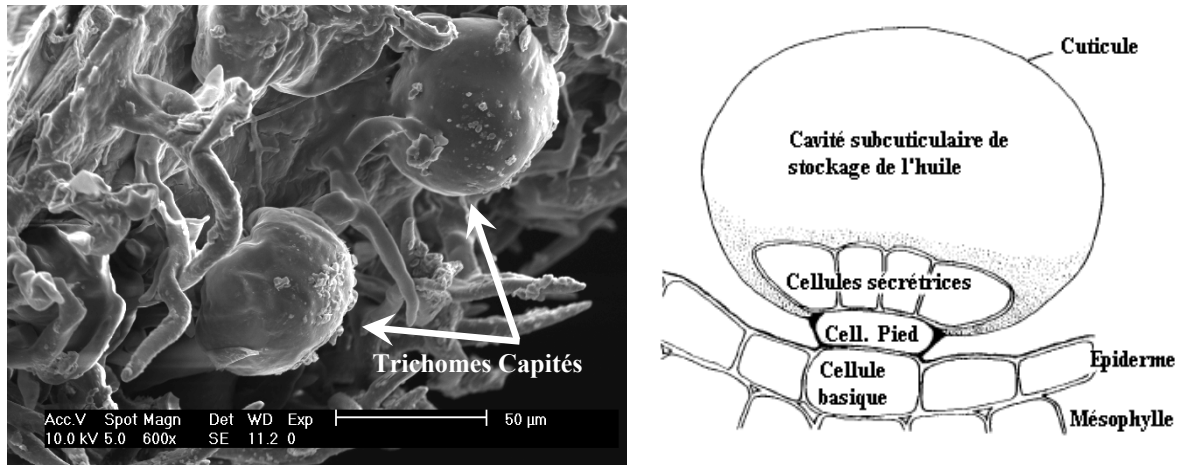 Trichomes Capités
Acc.V Spot Magn Det WD Exp 50 µm
10.0 kV 5.0 600x SE 11.2 0
Cuticule
Cavité subcuticulaire de
stockage de l'huile
Cellules sécrétrices
Cell. Pied
Cellule
basique
Epiderme
Mésophylle